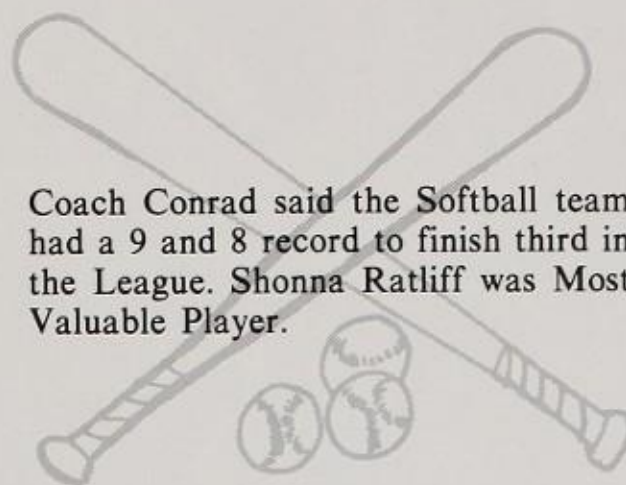 Coach Conrad said the Softball team
had a 9 and 8 record to finish third in
the League. Shonna Ratliff was Most
Valuable Player.